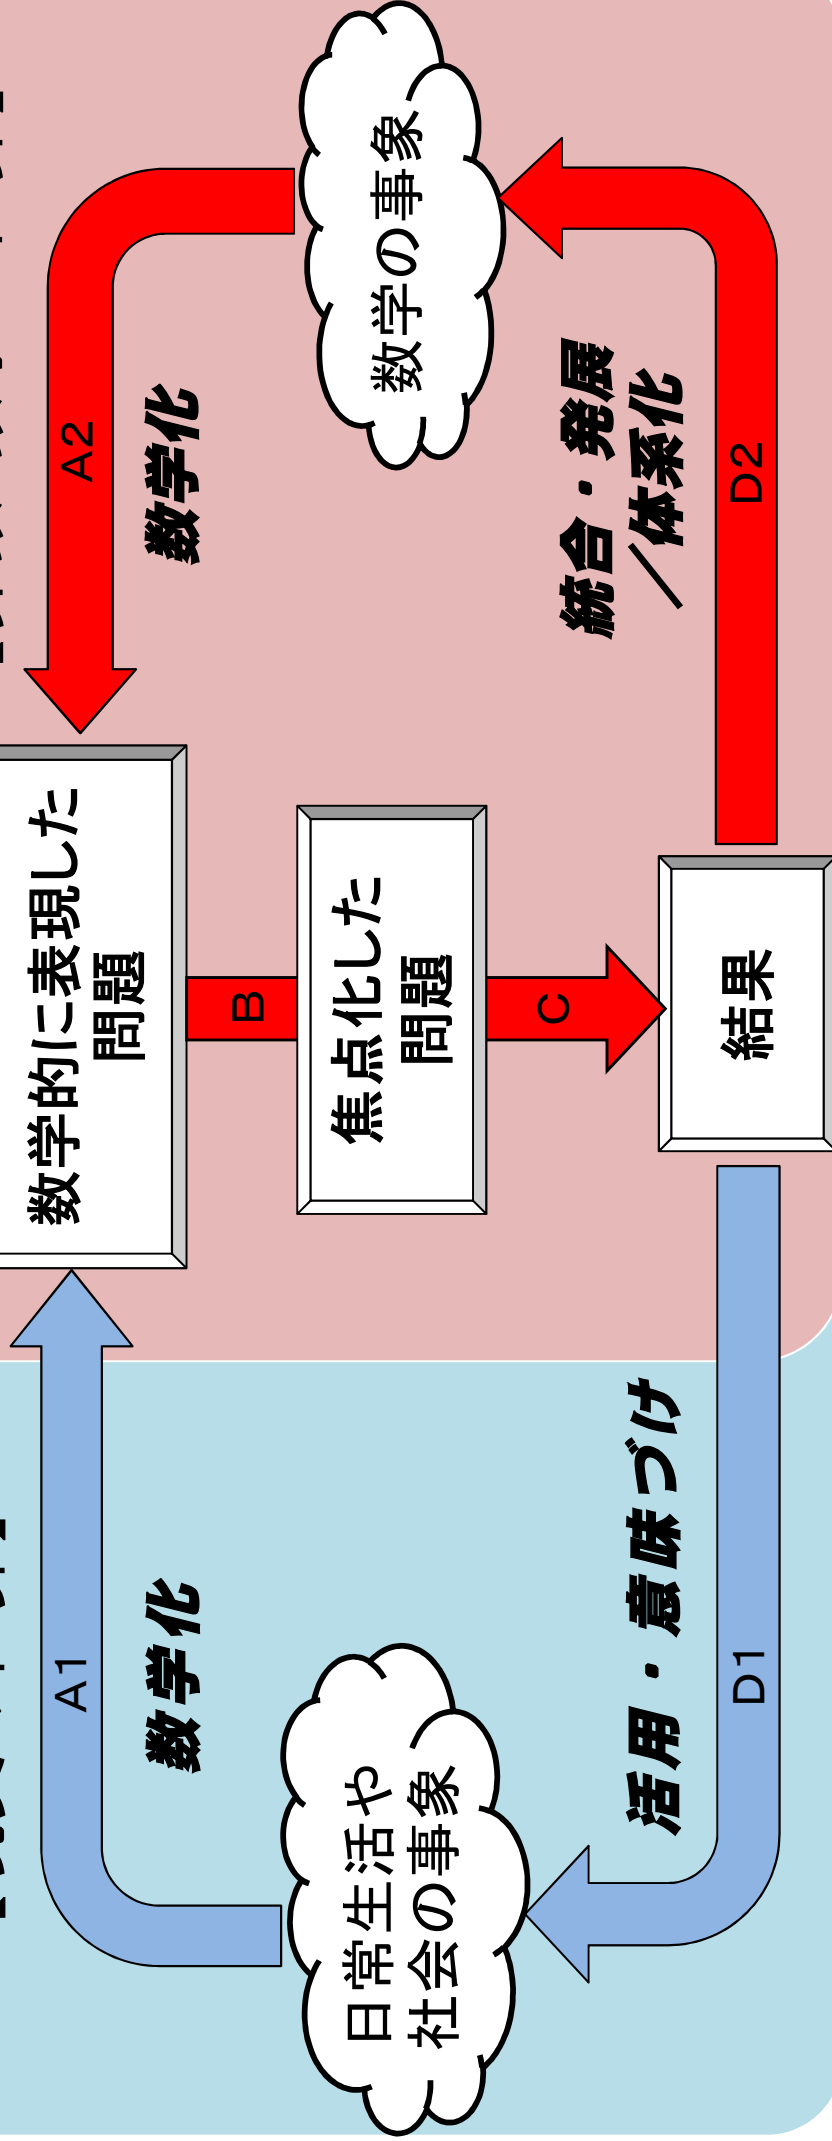 A1
数学化
日常生活や
社会の事象
活用・意味づけ
D1
数学的に表現した
問題
B
焦点化した
問題
C
結果
A2
数学化
数学の事象
統合・発展
／体系化
D2